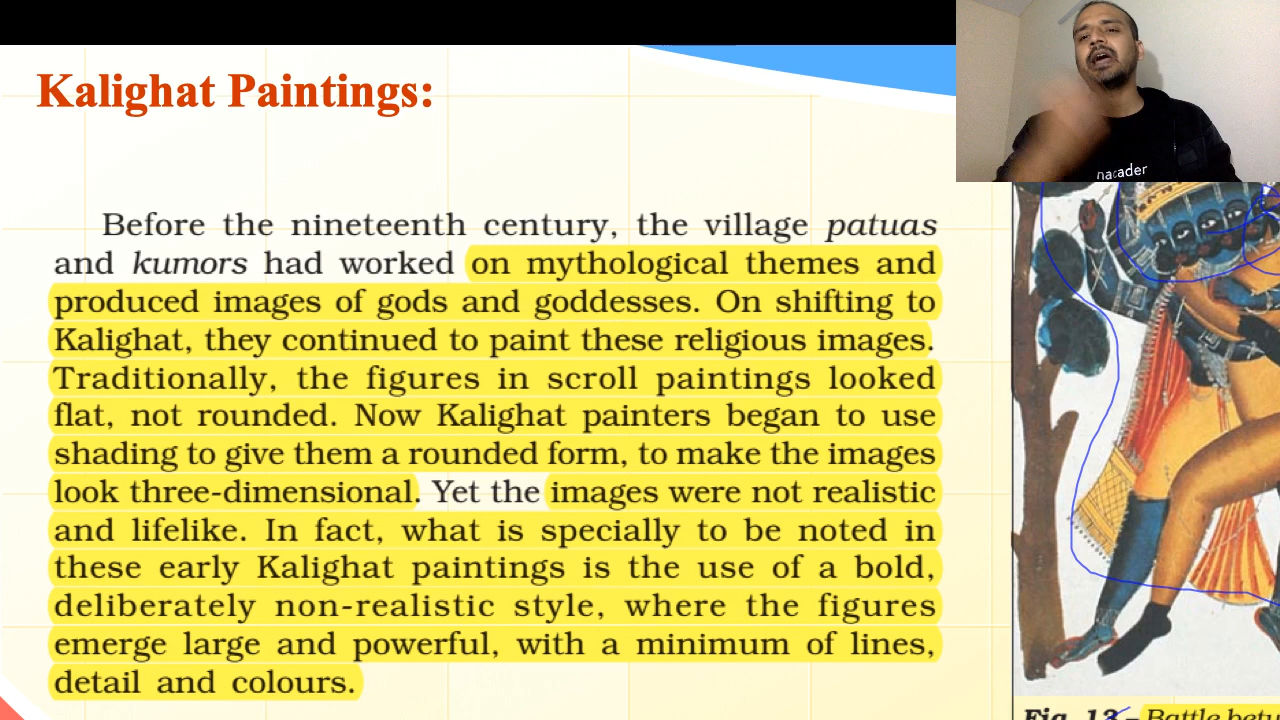 Kalighat Paintings:
nacader
Before the nineteenth century, the village patuas
and kumors had worked on mythological themes and
produced images of gods and goddesses. On shifting to
Kalighat, they continued to paint these religious images.
Traditionally, the figures in scroll paintings looked
flat, not rounded. Now Kalighat painters began to use
shading to give them a rounded form, to make the images
look three-dimensional. Yet the images were not realistic
and lifelike. In fact, what is specially to be noted in
these early Kalighat paintings is the use of a bold,
deliberately non-realistic style, where the figures
emerge large and powerful, with a minimum of lines,
detail and colours.
Fig. 13 – Battle betw